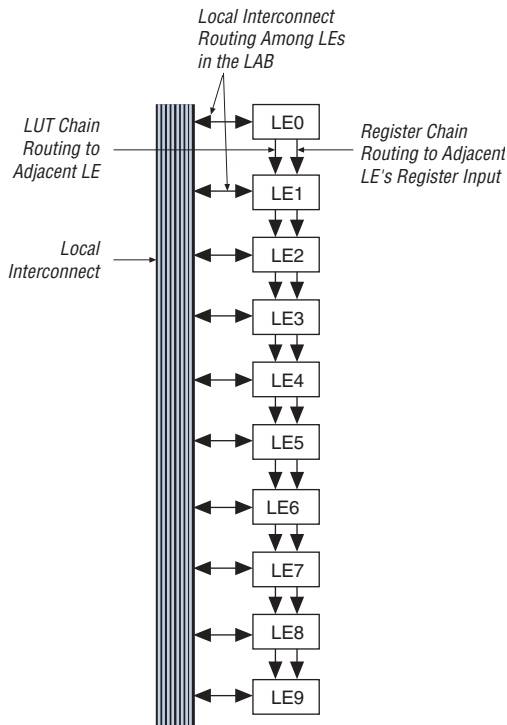 Local Interconnect
Routing Among LEs
in the LAB
LUT Chain
Routing to
Adjacent LE
Register Chain
Routing to Adjacent
LE's Register Input
Local
Interconnect
LE0
LE1
LE2
LE3
LE4
LE5
LE6
LE7
LE8
LE9